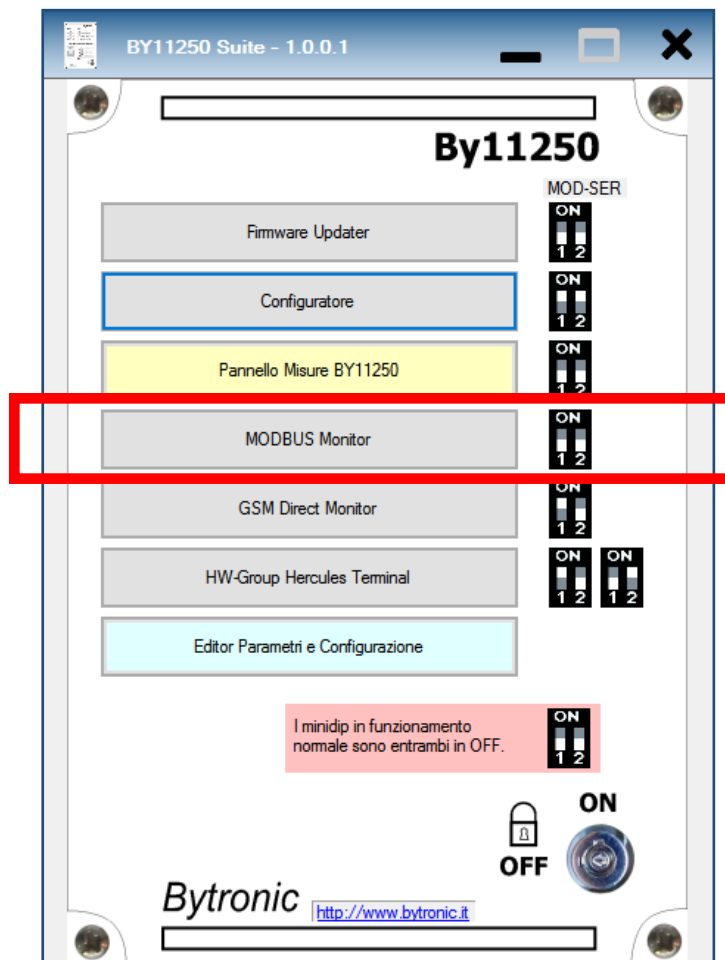 BY11250 Suite - 1.0.0.1
By11250
MOD-SER
Firmware Updater
ON
1 2
Configuratore
ON
1 2
Pannello Misure BY11250
ON
1 2
MODBUS Monitor
ON
1 2
GSM Direct Monitor
ON
1 2
HW-Group Hercules Terminal
ON ON
1 2 1 2
Editor Parametri e Configurazione
I minidip in funzionamento
normale sono entrambi in OFF.
ON
1 2
ON
OFF
Bytronic
http://www.bytronic.it